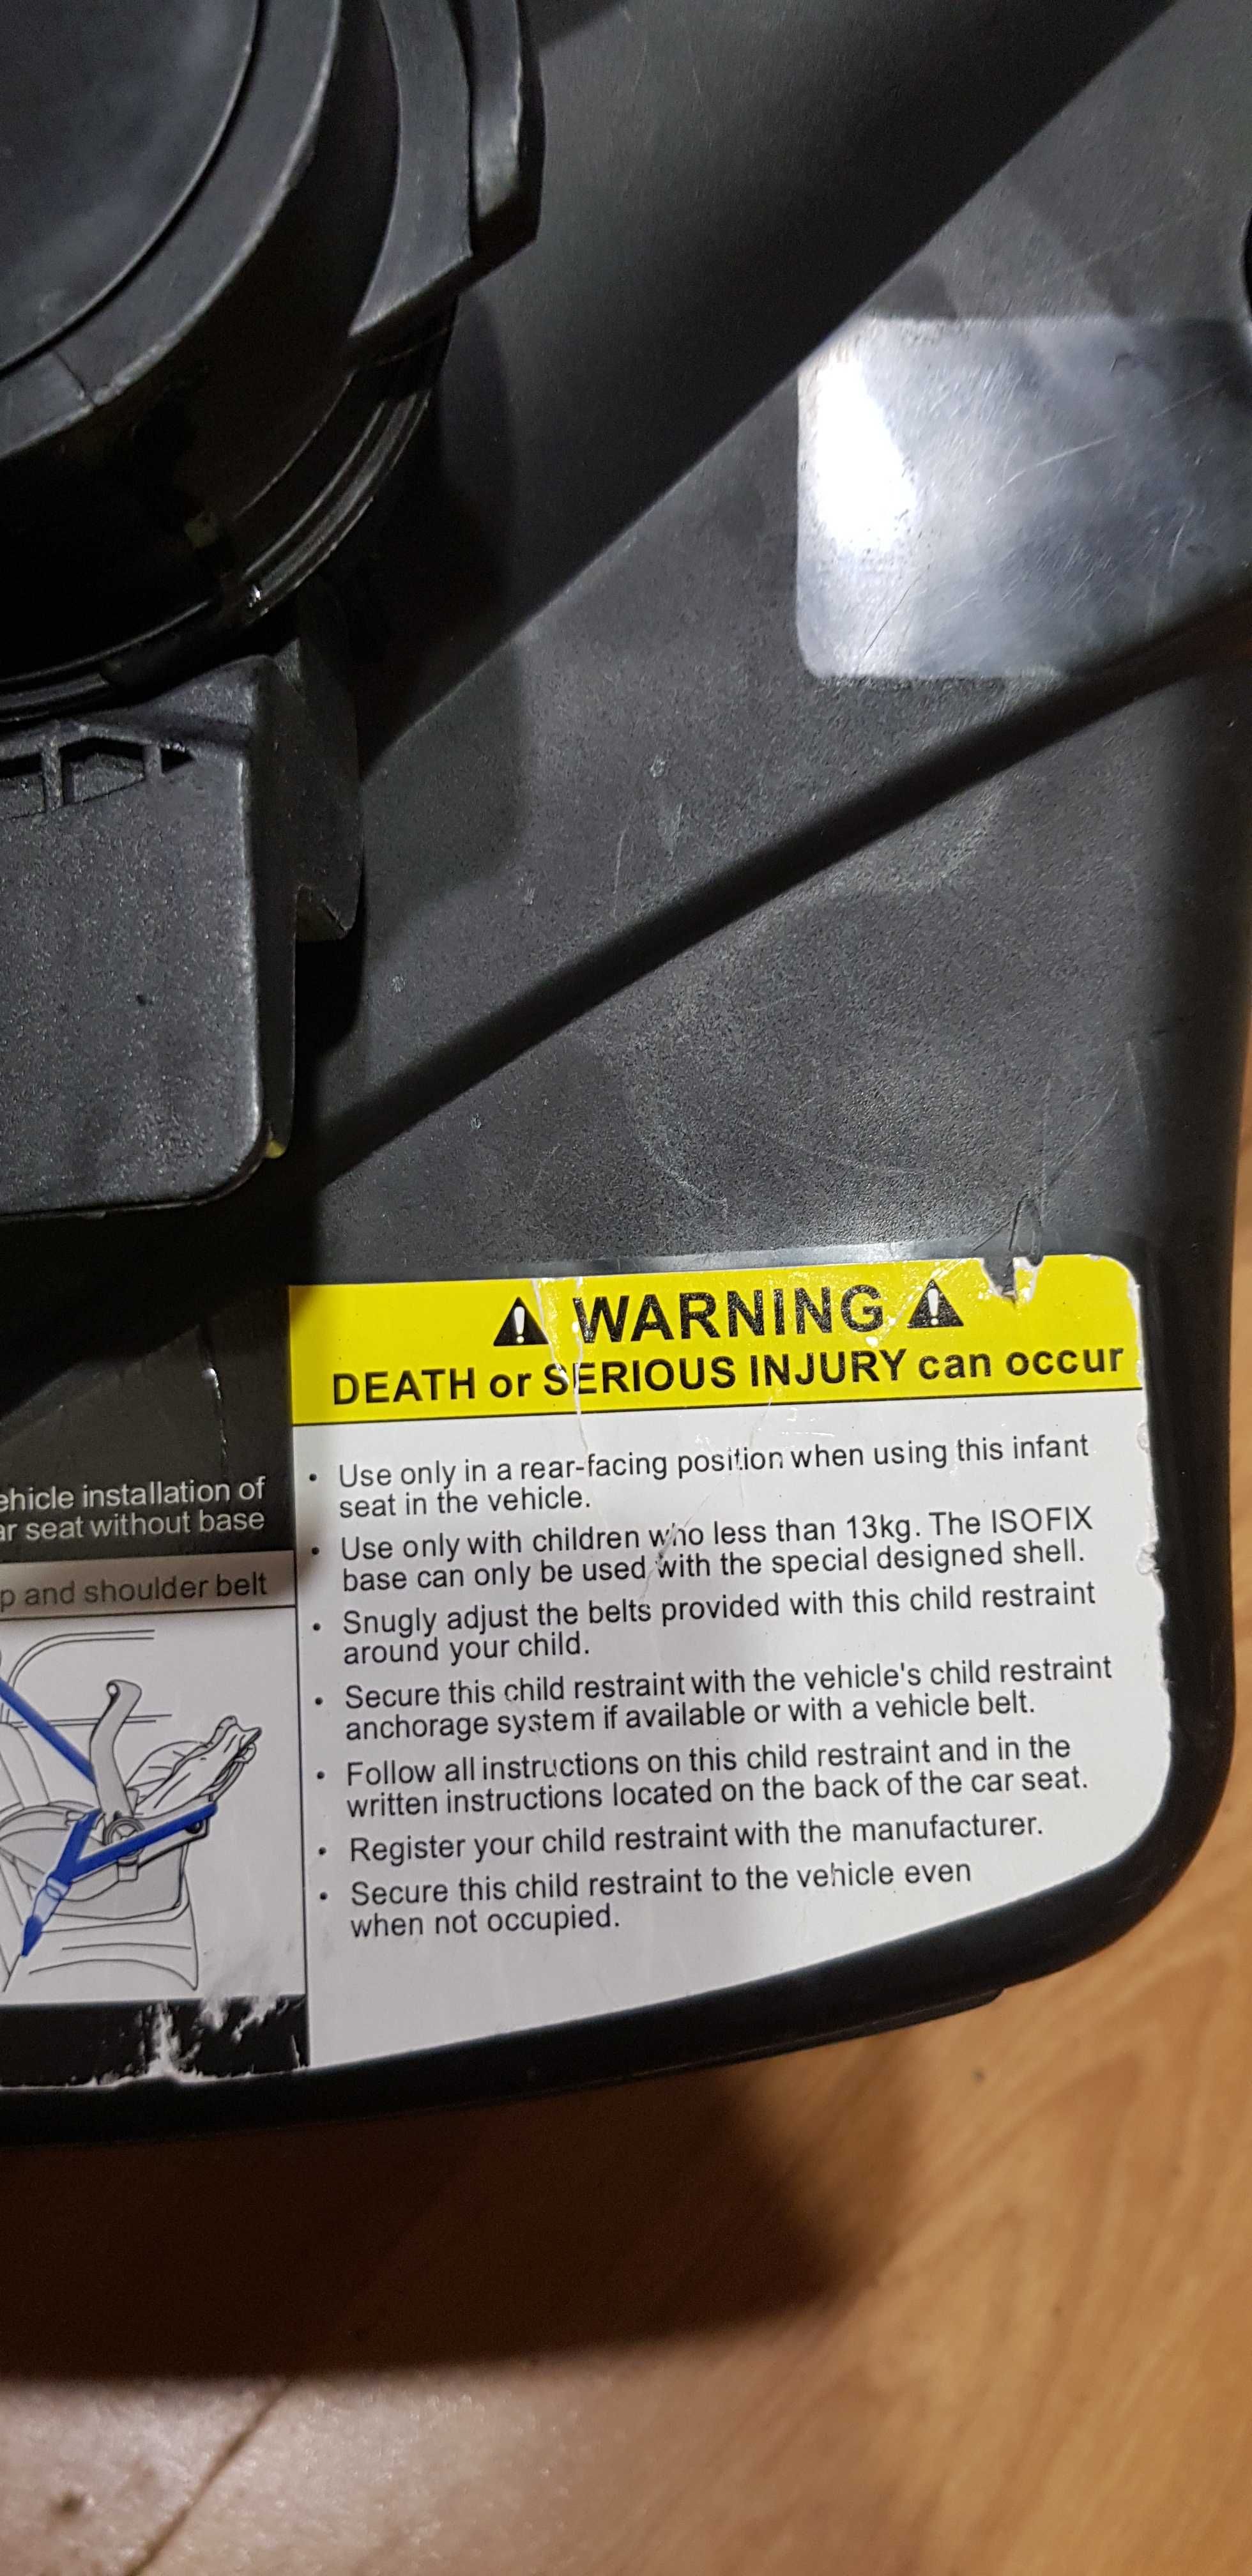 WARNING
DEATH or SERIOUS INJURY can occur
• Use only in a rear-facing position when using this infant
seat in the vehicle.
• Use only with children who less than 13kg. The ISOFIX
base can only be used with the special designed shell.
• Snugly adjust the belts provided with this child restraint
around your child.
• Secure this child restraint with the vehicle's child restraint
anchorage system if available or with a vehicle belt.
• Follow all instructions on this child restraint and in the
written instructions located on the back of the car seat.
• Register your child restraint with the manufacturer.
• Secure this child restraint to the vehicle even
when not occupied.
ehicle installation of
ar seat without base
p and shoulder belt